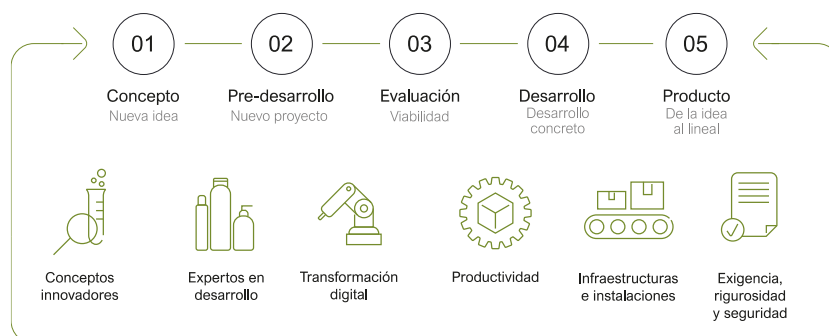 01
02
03
04
05
Concepto
Nueva idea
Pre-desarrollo
Nuevo proyecto
Evaluación
Viabilidad
Desarrollo
Desarrollo
concreto
Producto
De la idea
al lineal
Conceptos
innovadores
Expertos en
desarrollo
Transformación
digital
Productividad
Infraestructuras
e instalaciones
Exigencia,
rigurosidad
y seguridad